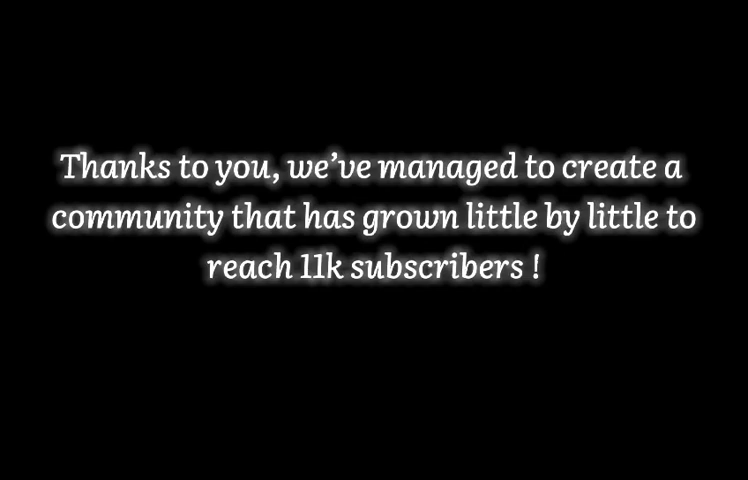 Thanks to you, we’ve managed to create a
community that has grown little by little to
reach 11k subscribers !